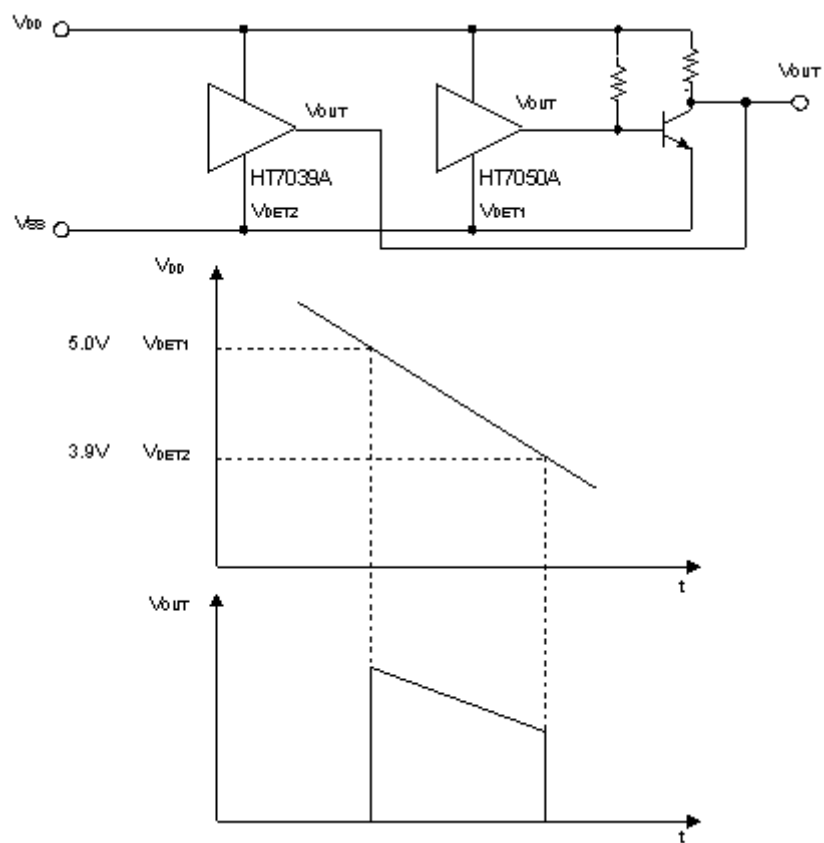 VDD
VOUT
VOUT
VOUT
HT7039A
HT7050A
VDET2
VDET1
VSS
VDD
5.0V VDET1
3.9V VDET2
t
VOUT
t